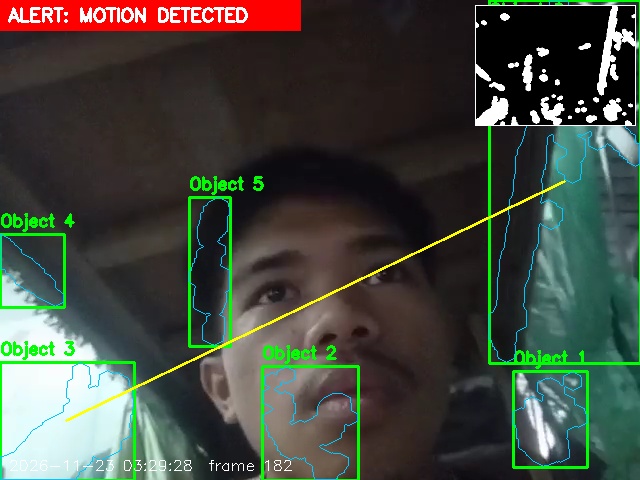 ALERT: MOTION DETECTED
Object 5
Object 4
Object 3
Object 2
Object 1
2026-11-23 03:29:28 frame 182